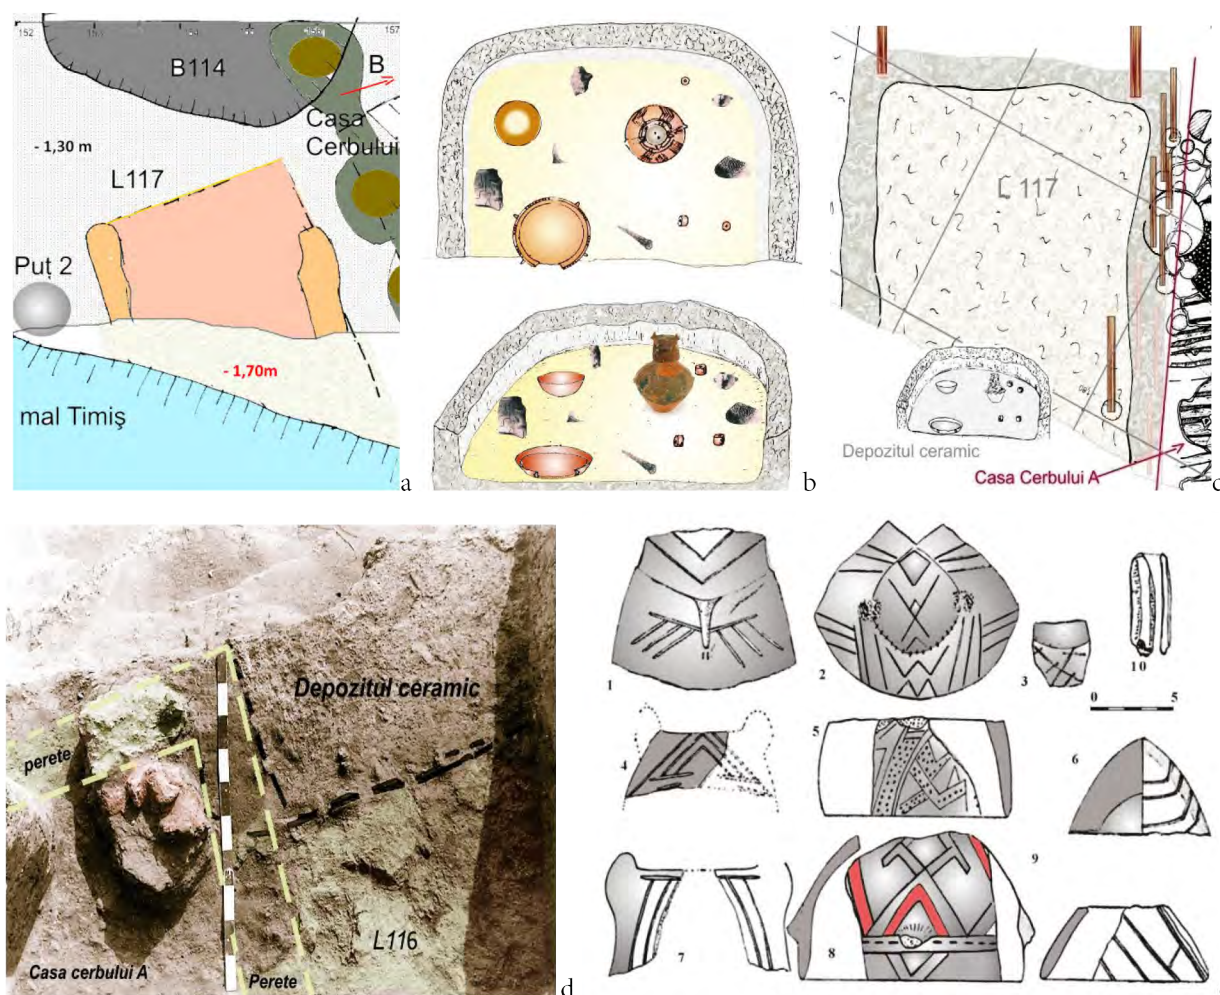 152
153
157
B114
B
Casa
Cerbului
- 1,30 m
L117
Puț 2
- 1,70m
mal Timiș
a
b
L 117
Depozitul ceramic
Casa Cerbului A
c
Depozitul ceramic
perete
L116
Casa cerbului A
Perete
d
1
2
3
10
0 5
4
5
6
7
8
9